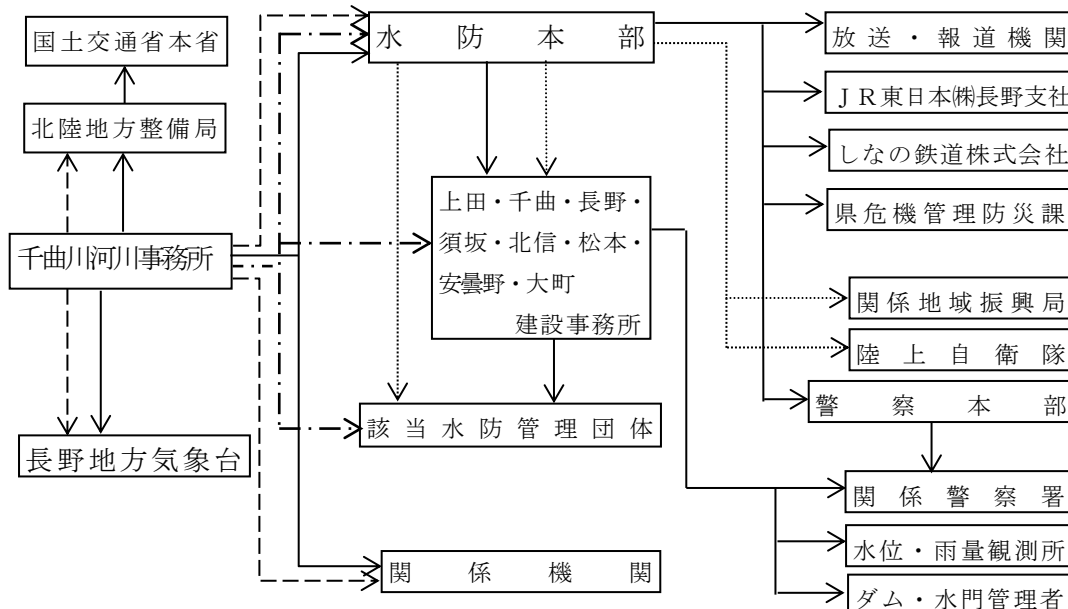 国土交通省本省
北陸地方整備局
千曲川河川事務所
長野地方気象台
水防本部
上田・千曲・長野・
須坂・北信・松本・
安曇野・大町
建設事務所
該当水防管理団体
関係機関
放送・報道機関
ＪＲ東日本㈱長野支社
しなの鉄道株式会社
県危機管理防災課
関係地域振興局
陸上自衛隊
警察本部
関係警察署
水位・雨量観測所
ダム・水門管理者